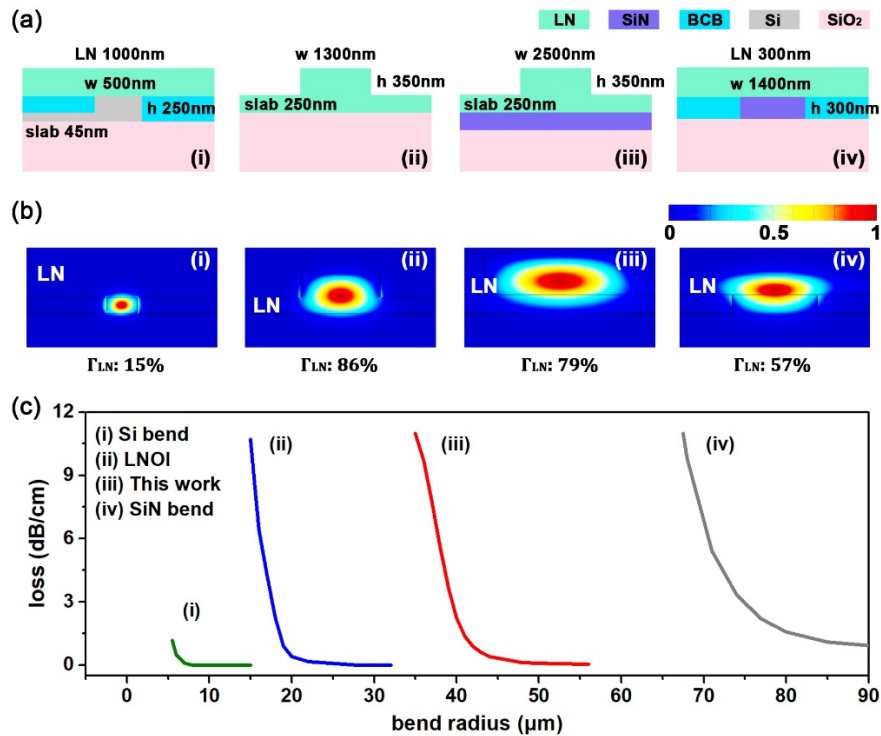 (a)
LN SiN BCB Si SiO₂
LN 1000nm
w 500nm
h 250nm
slab 45nm
(i)
w 1300nm
h 350nm
slab 250nm
(ii)
w 2500nm
h 350nm
slab 250nm
(iii)
LN 300nm
w 1400nm
h 300nm
(iv)
(b)
0 0.5 1
LN (i)
LN (ii)
LN (iii)
LN (iv)
ΓLN: 15% ΓLN: 86% ΓLN: 79% ΓLN: 57%
(c)
12
9
6
3
0
loss (dB/cm)
(i) Si bend
(ii) LNOI
(iii) This work
(iv) SiN bend
(i)
(ii)
(iii)
(iv)
0 10 20 30 40 50 60 70 80 90
bend radius (μm)